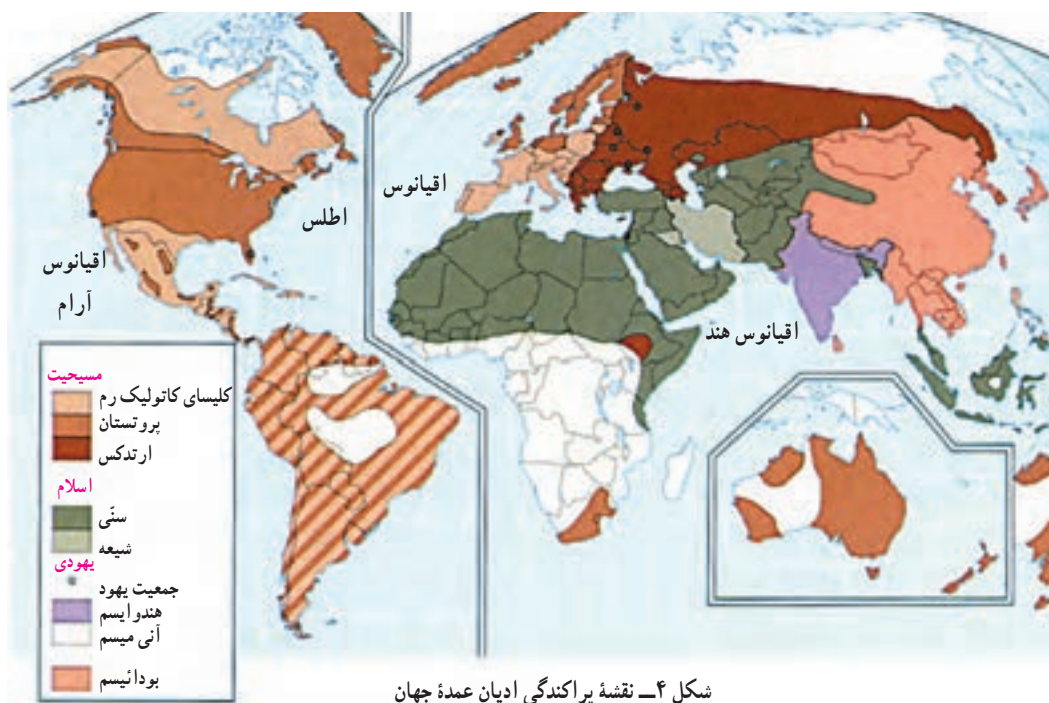 اقیانوس
اطلس
اقیانوس
آرام
اقیانوس هند
مسیحیت
کلیسای کاتولیک رم
پروتستان
ارتدکس
اسلام
سنّی
شیعه
یهودی
جمعیت یهود
هندوایسم
آنی میسم
بودائیسم
شکل ۴ــ نقشهٔ پراکندگی ادیان عمدهٔ جهان